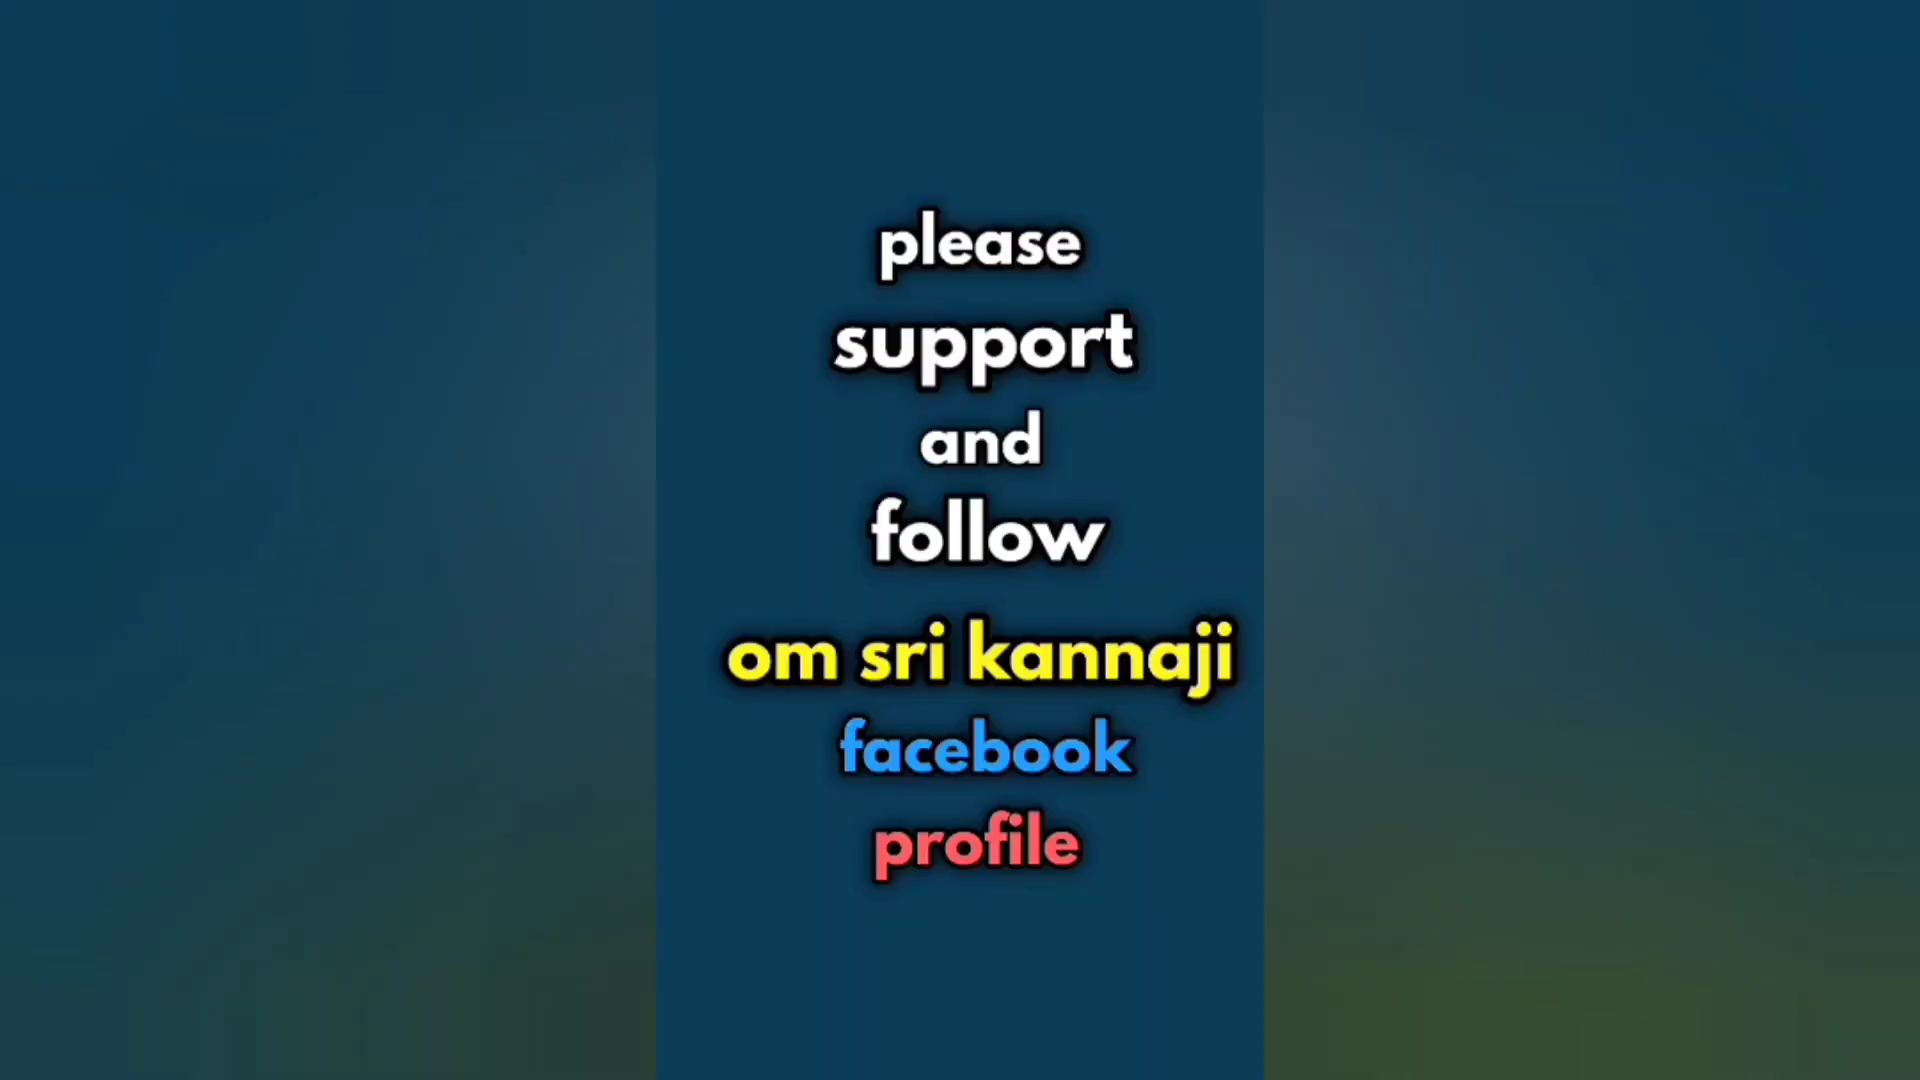 please
support
and
follow
om sri kannaji
facebook
profile